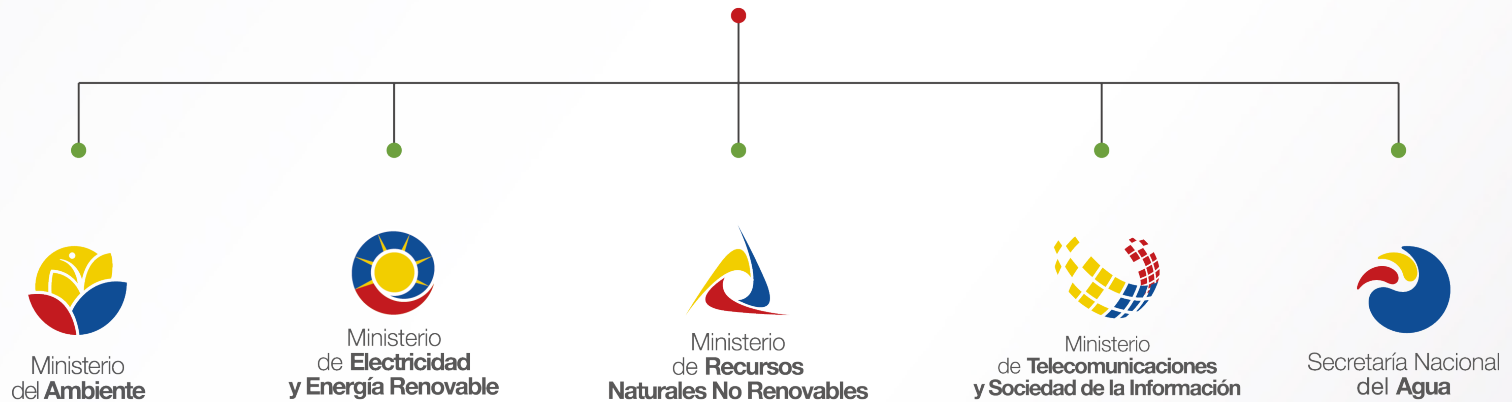 Ministerio
del Ambiente
Ministerio
de Electricidad
y Energía Renovable
Ministerio
de Recursos
Naturales No Renovables
Ministerio
de Telecomunicaciones
y Sociedad de la Información
Secretaría Nacional
del Agua